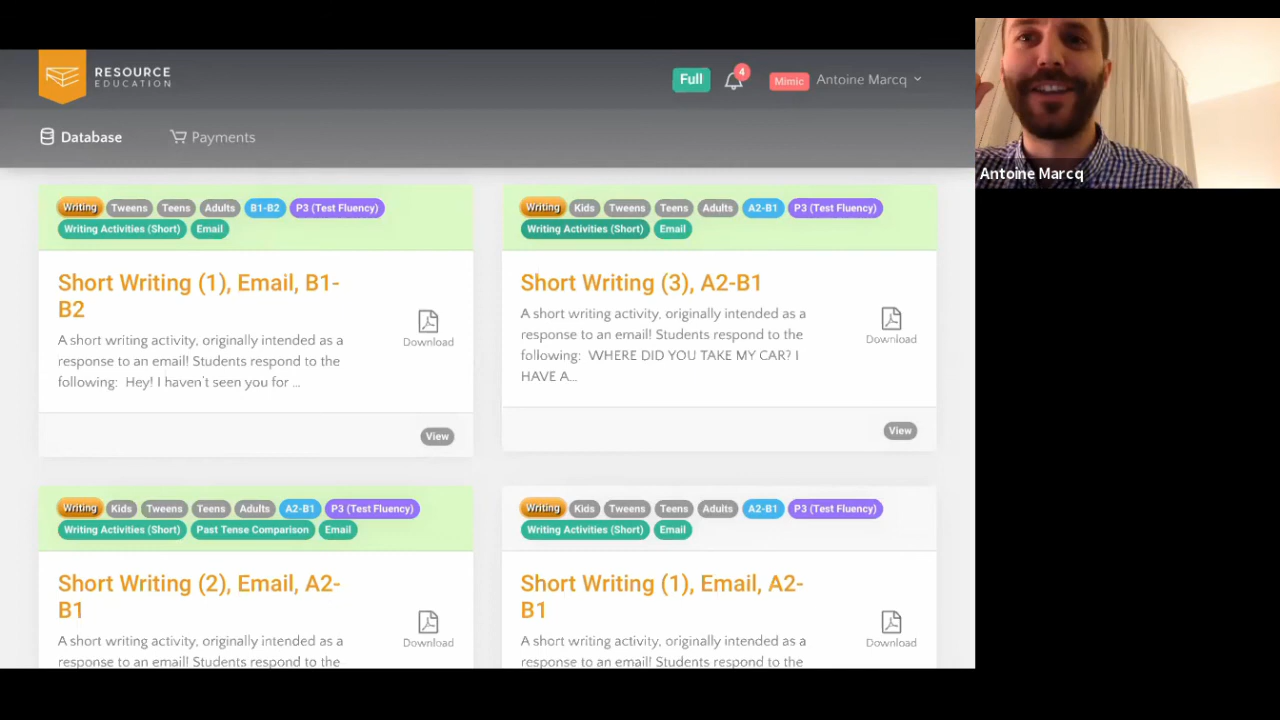 RESOURCE
EDUCATION
Full
4
Mimic
Antoine Marcq
Database
Payments
Antoine Marcq
Writing Tweens Teens Adults B1-B2 P3 (Test Fluency)
Writing Activities (Short) Email
Short Writing (1), Email, B1-
B2
A short writing activity, originally intended as a
response to an email! Students respond to the
following: Hey! I haven't seen you for ...
Download
View
Writing Kids Tweens Teens Adults A2-B1 P3 (Test Fluency)
Writing Activities (Short) Email
Short Writing (3), A2-B1
A short writing activity, originally intended as a
response to an email! Students respond to the
following: WHERE DID YOU TAKE MY CAR? I
HAVE A...
Download
View
Writing Kids Tweens Teens Adults A2-B1 P3 (Test Fluency)
Writing Activities (Short) Past Tense Comparison Email
Short Writing (2), Email, A2-
B1
A short writing activity, originally intended as a
response to an email! Students respond to the
Download
Writing Kids Tweens Teens Adults A2-B1 P3 (Test Fluency)
Writing Activities (Short) Email
Short Writing (1), Email, A2-
B1
A short writing activity, originally intended as a
response to an email! Students respond to the
Download